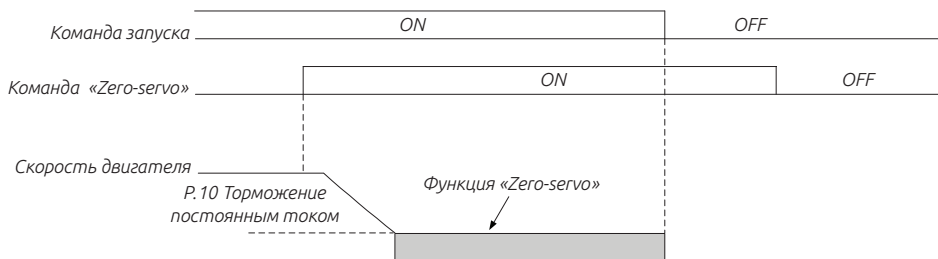 Команда запуска
ON
OFF
Команда «Zero-servo»
ON
OFF
Скорость двигателя
P.10 Торможение
постоянным током
Функция «Zero-servo»